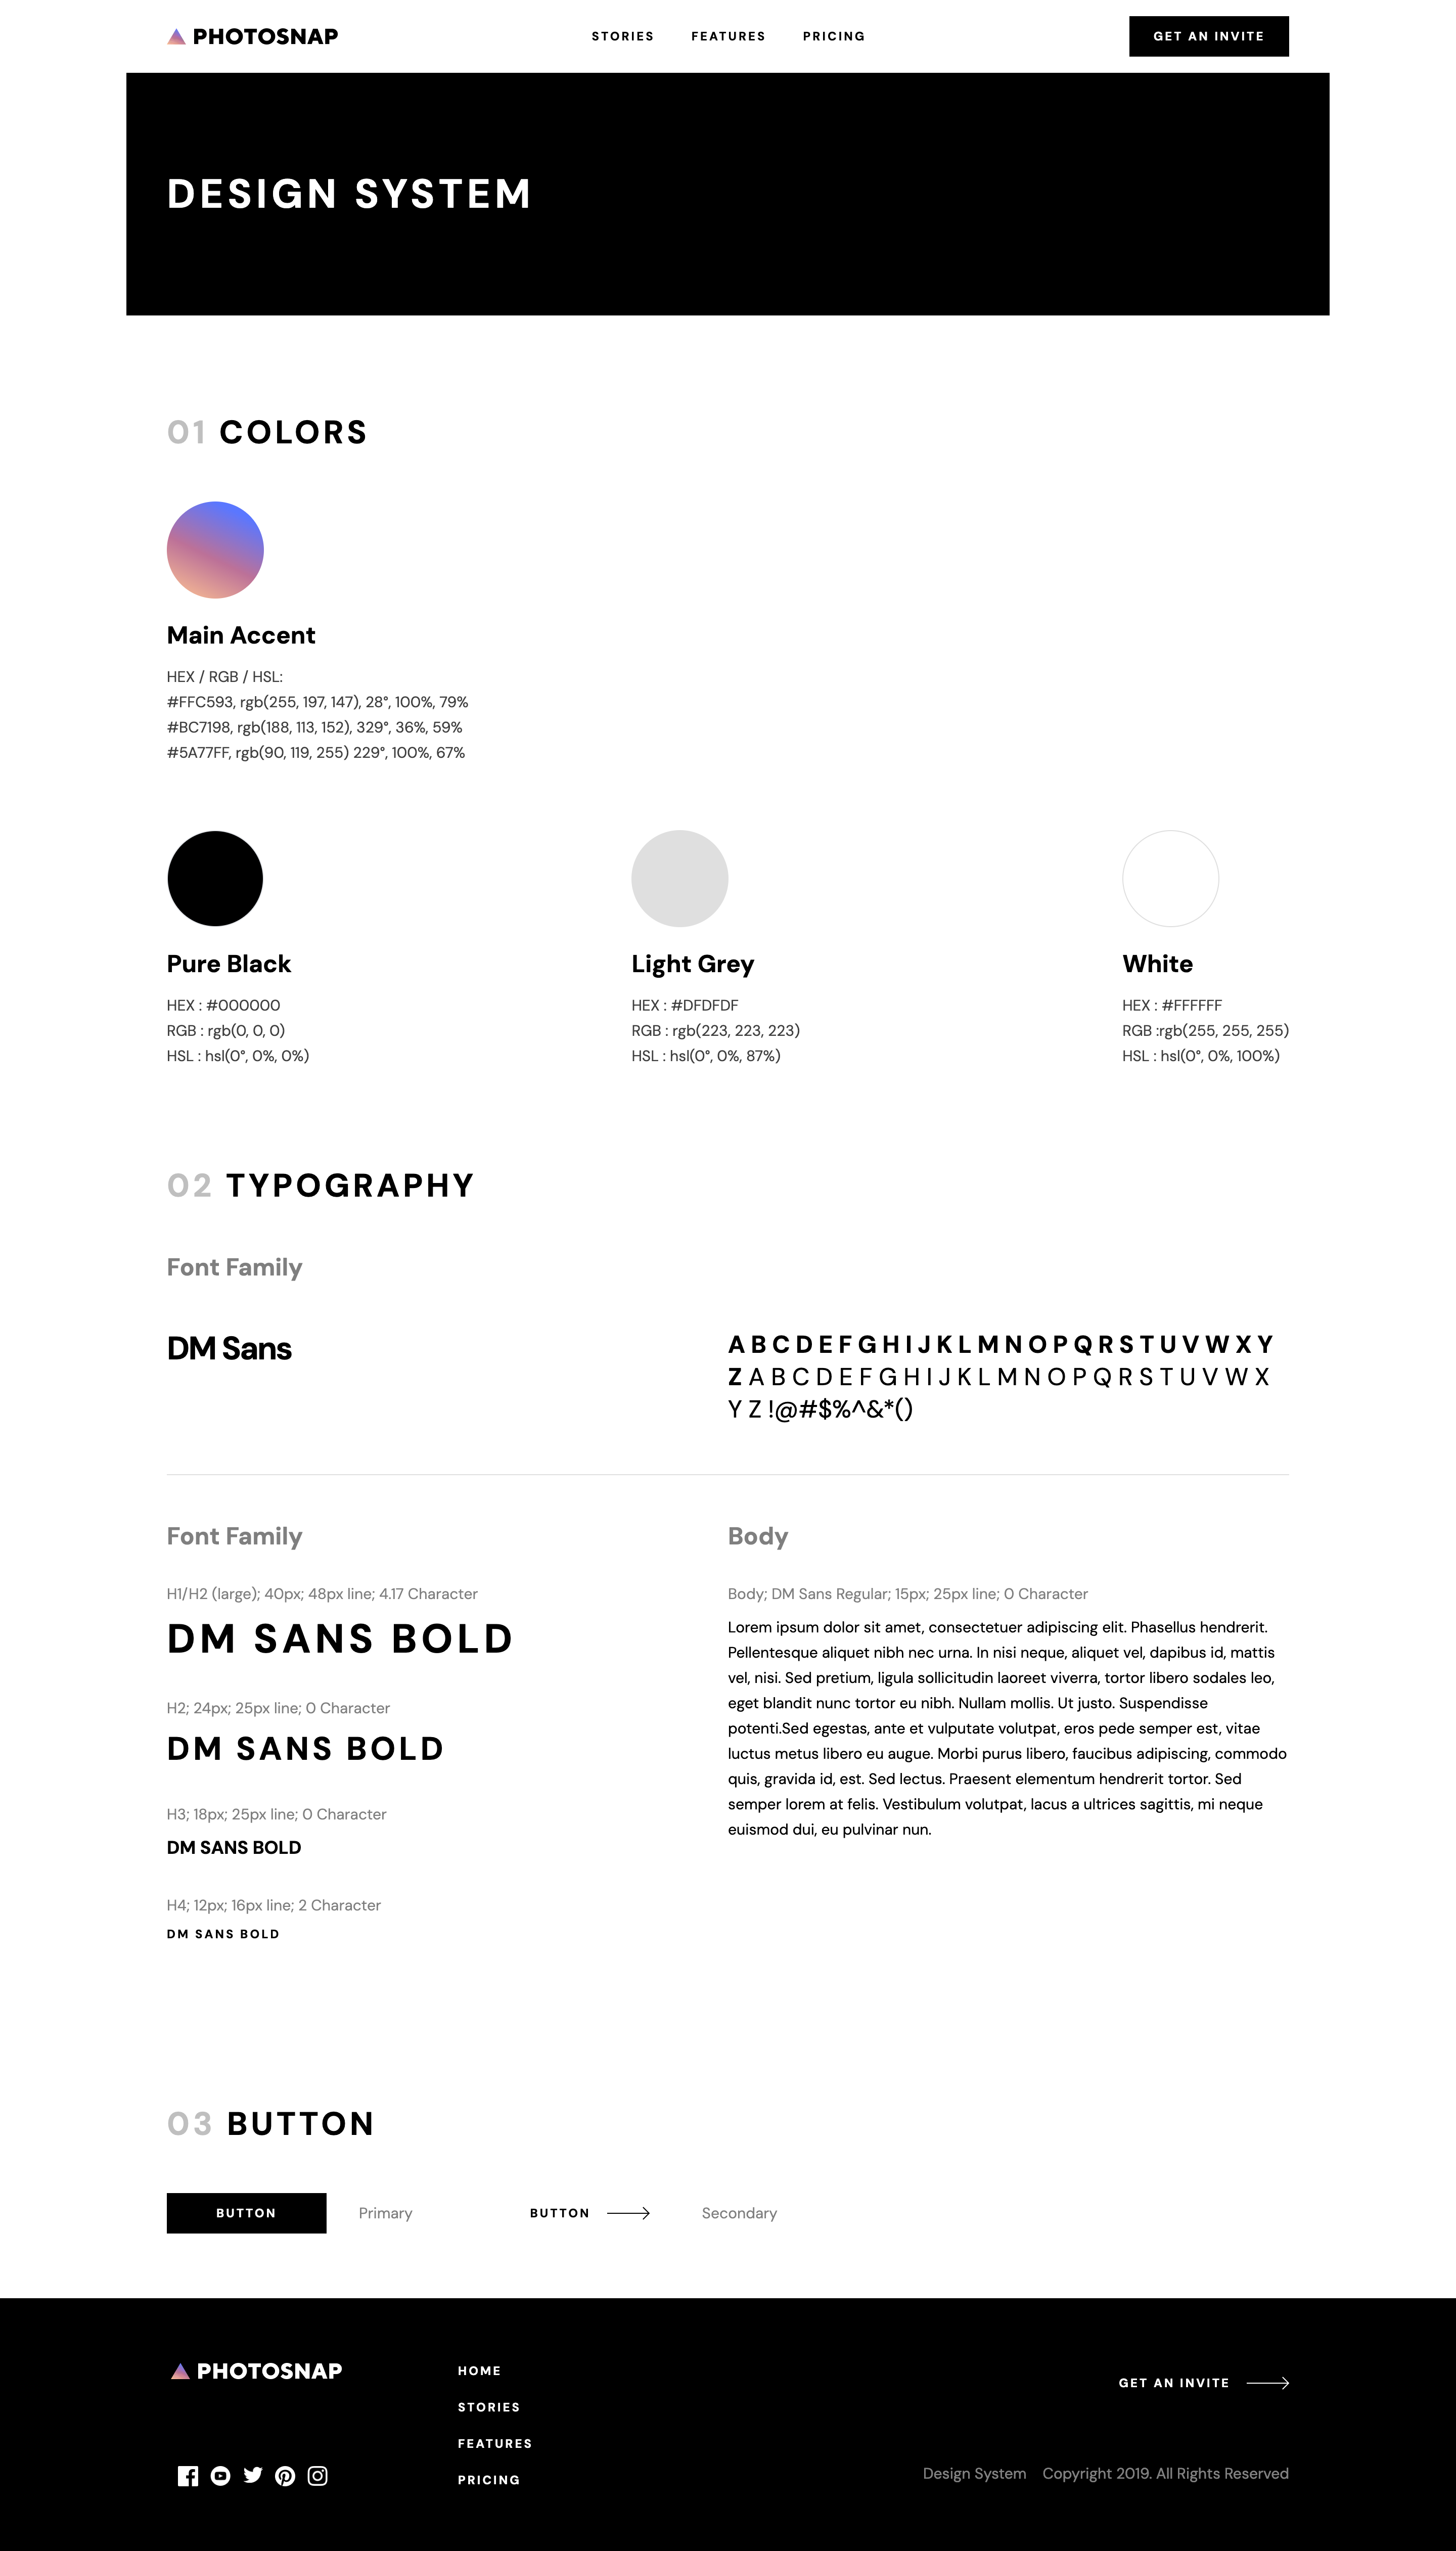 PHOTOSNAP
STORIES FEATURES PRICING
GET AN INVITE
DESIGN SYSTEM
01 COLORS
Main Accent
HEX / RGB / HSL:
#FFC593, rgb(255, 197, 147), 28°, 100%, 79%
#BC7198, rgb(188, 113, 152), 329°, 36%, 59%
#5A77FF, rgb(90, 119, 255) 229°, 100%, 67%
Pure Black
HEX : #000000
RGB : rgb(0, 0, 0)
HSL : hsl(0°, 0%, 0%)
Light Grey
HEX : #DFDFDF
RGB : rgb(223, 223, 223)
HSL : hsl(0°, 0%, 87%)
White
HEX : #FFFFFF
RGB :rgb(255, 255, 255)
HSL : hsl(0°, 0%, 100%)
02 TYPOGRAPHY
Font Family
DM Sans
A B C D E F G H I J K L M N O P Q R S T U V W X Y
Z A B C D E F G H I J K L M N O P Q R S T U V W X
Y Z !@#$%^&*()
Font Family
H1/H2 (large); 40px; 48px line; 4.17 Character
DM SANS BOLD
H2; 24px; 25px line; 0 Character
DM SANS BOLD
H3; 18px; 25px line; 0 Character
DM SANS BOLD
H4; 12px; 16px line; 2 Character
DM SANS BOLD
Body
Body; DM Sans Regular; 15px; 25px line; 0 Character
Lorem ipsum dolor sit amet, consectetuer adipiscing elit. Phasellus hendrerit.
Pellentesque aliquet nibh nec urna. In nisi neque, aliquet vel, dapibus id, mattis
vel, nisi. Sed pretium, ligula sollicitudin laoreet viverra, tortor libero sodales leo,
eget blandit nunc tortor eu nibh. Nullam mollis. Ut justo. Suspendisse
potenti.Sed egestas, ante et vulputate volutpat, eros pede semper est, vitae
luctus metus libero eu augue. Morbi purus libero, faucibus adipiscing, commodo
quis, gravida id, est. Sed lectus. Praesent elementum hendrerit tortor. Sed
semper lorem at felis. Vestibulum volutpat, lacus a ultrices sagittis, mi neque
euismod dui, eu pulvinar nun.
03 BUTTON
BUTTON
Primary
BUTTON
Secondary
PHOTOSNAP
HOME
STORIES
FEATURES
PRICING
GET AN INVITE
Design System Copyright 2019. All Rights Reserved